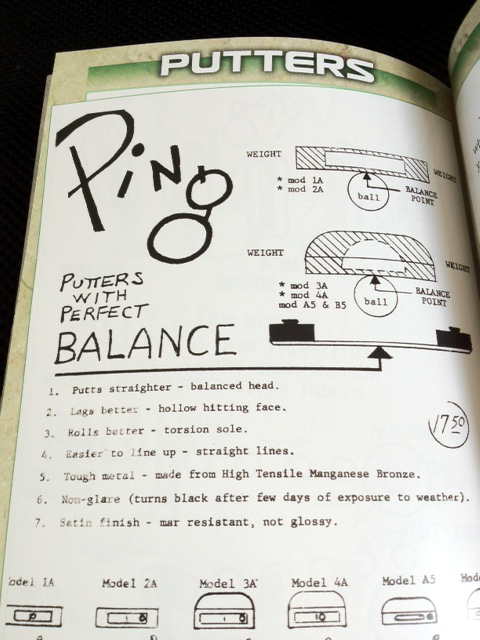 PUTTERS
Ping
PUTTERS
WITH
PERFECT
BALANCE
WEIGHT
WEIGHT
* mod 1A
* mod 2A
ball
BALANCE
POINT
WEIGHT
WEIGHT
* mod 3A
* mod 4A
mod A5 & B5
ball
BALANCE
POINT
1. Putts straighter - balanced head.
2. Lags better - hollow hitting face.
3. Rolls better - torsion sole.
4. Easier to line up - straight lines.
5. Tough metal - made from High Tensile Manganese Bronze.
6. Non-glare (turns black after few days of exposure to weather).
7. Satin finish - mar resistant, not glossy.
17.50
Model 1A
Model 2A
Model 3A
Model 4A
Model A5